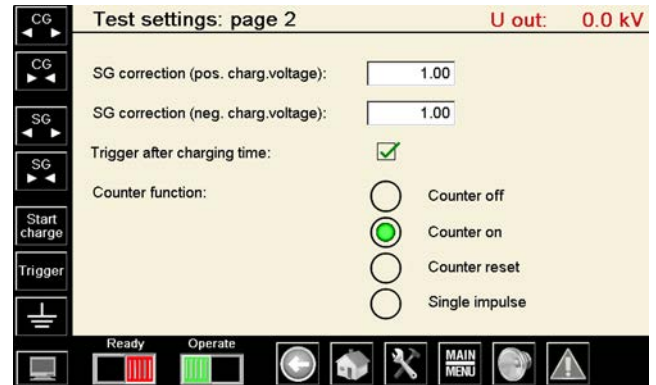 CG
Test settings: page 2
U out: 0.0 kV
CG
SG correction (pos. charg.voltage): 1.00
SG
SG correction (neg. charg.voltage): 1.00
SG
Trigger after charging time:
Counter function:
Counter off
Start
charge
Counter on
Trigger
Counter reset
Single impulse
Ready
Operate
MAIN
MENU